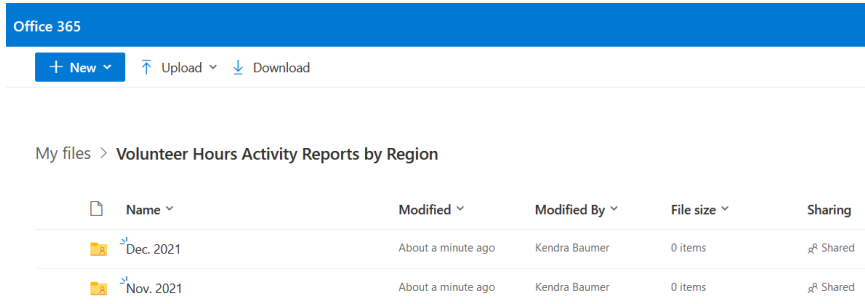 Office 365
New Upload Download
My files > Volunteer Hours Activity Reports by Region
Name Modified Modified By File size Sharing
Dec. 2021 About a minute ago Kendra Baumer 0 items Shared
Nov. 2021 About a minute ago Kendra Baumer 0 items Shared